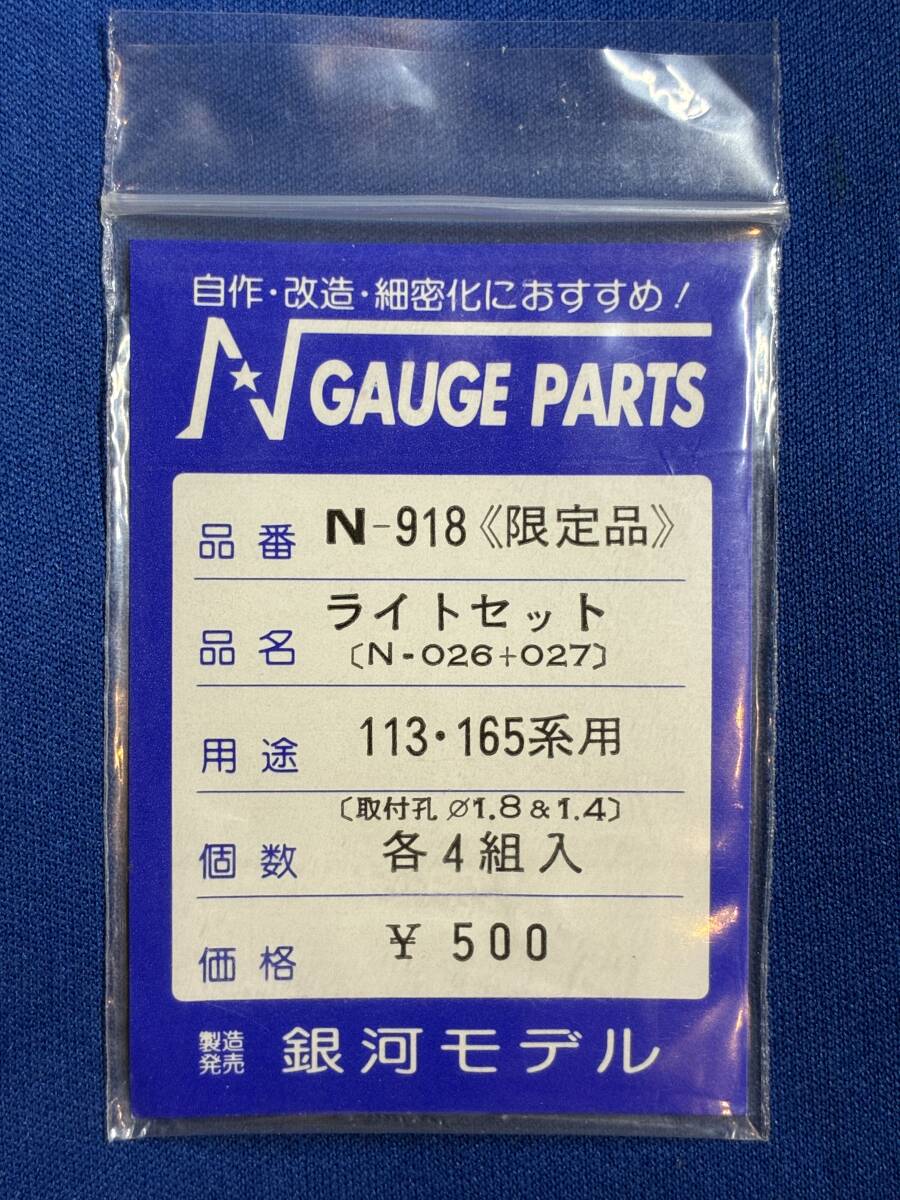 自作・改造・細密化におすすめ!
N GAUGE PARTS
品番 N-918《限定品》
品名 ライトセット
〔N-026+027〕
用途 113・165系用
〔取付孔 ∅1.8&1.4〕
個数 各4組入
価格 ¥500
製造
発売 銀河モデル